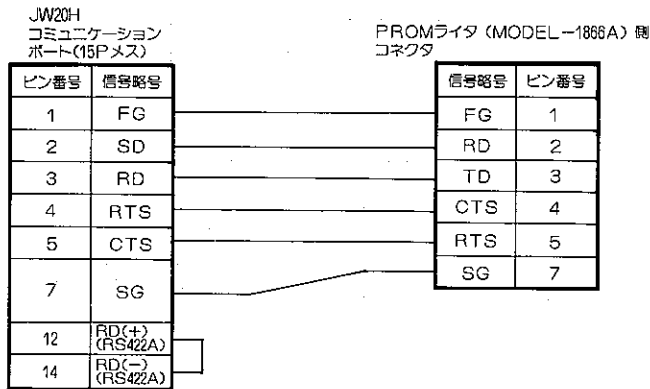 JW20H
コミュニケーション
ポート(15Pメス)
ピン番号 信号略号
1 FG
2 SD
3 RD
4 RTS
5 CTS
7 SG
12 RD(+)
(RS422A)
14 RD(-)
(RS422A)
PROMライタ (MODEL-1866A) 側
コネクタ
信号略号 ピン番号
FG 1
RD 2
TD 3
CTS 4
RTS 5
SG 7